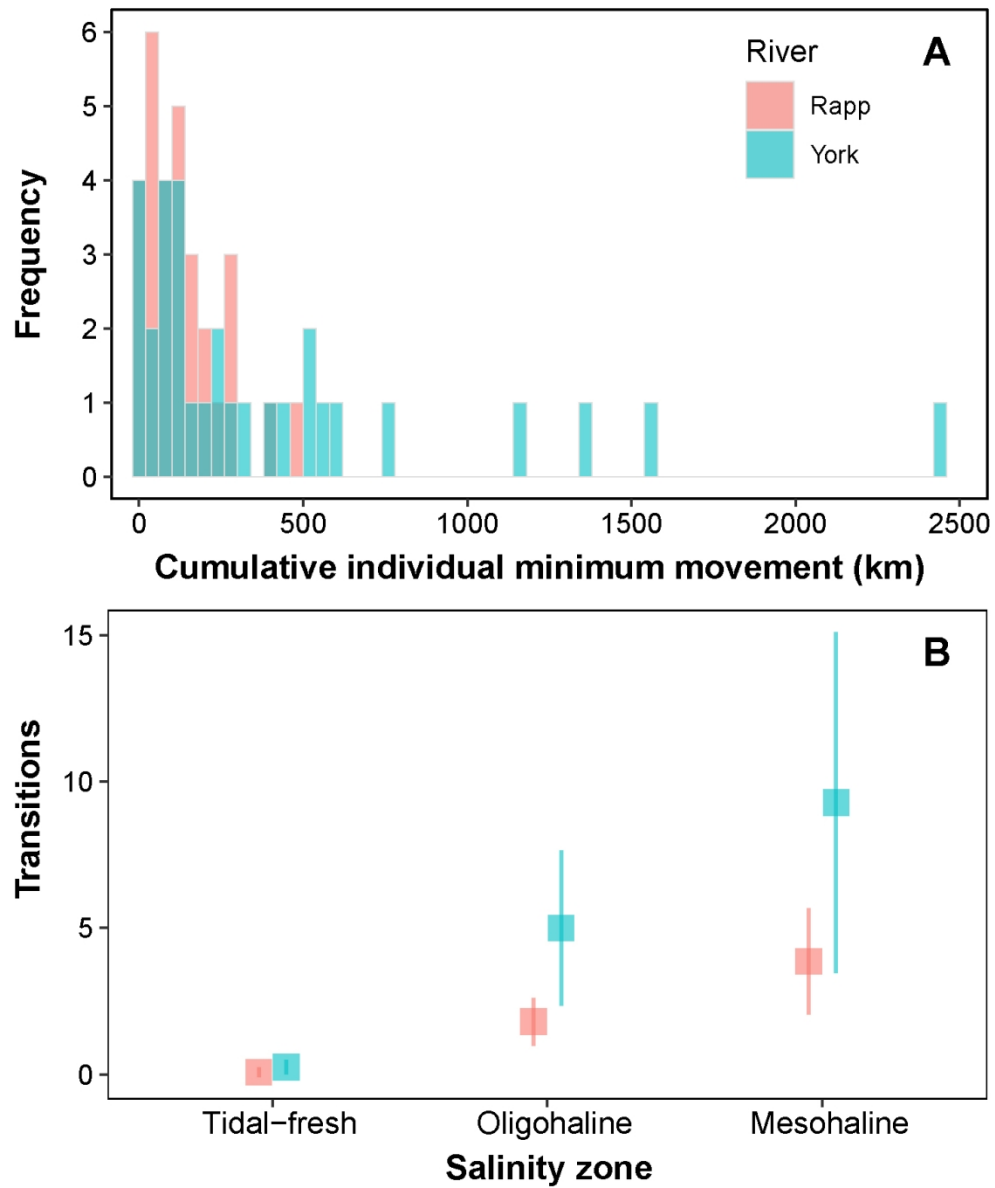 A
River
Rapp
York
Frequency
6
5
4
3
2
1
0
0 500 1000 1500 2000 2500
Cumulative individual minimum movement (km)
B
Transitions
15
10
5
0
Tidal−fresh Oligohaline Mesohaline
Salinity zone